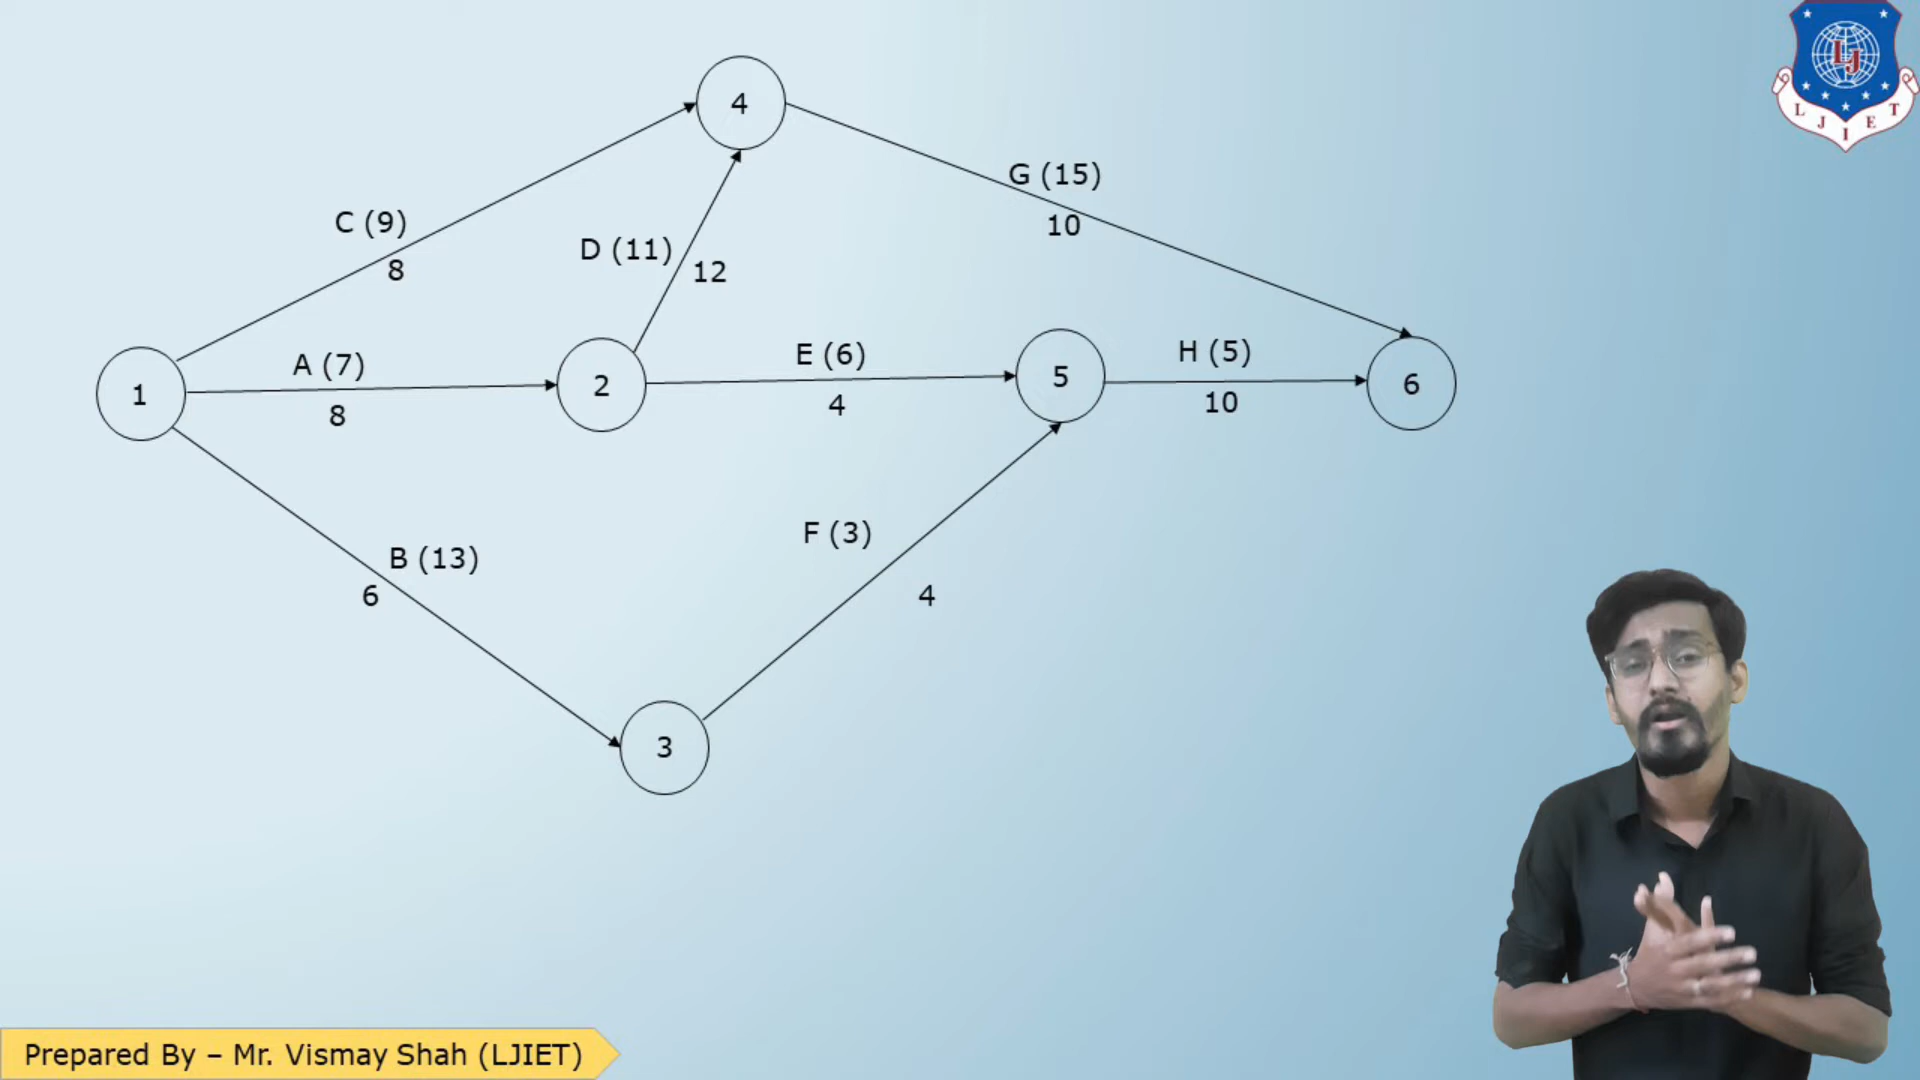 4
G (15)
10
C (9)
8
D (11)
12
E (6)
4
H (5)
10
A (7)
8
1
2
5
6
B (13)
6
F (3)
4
3
LJ
L J I E T
Prepared By – Mr. Vismay Shah (LJIET)